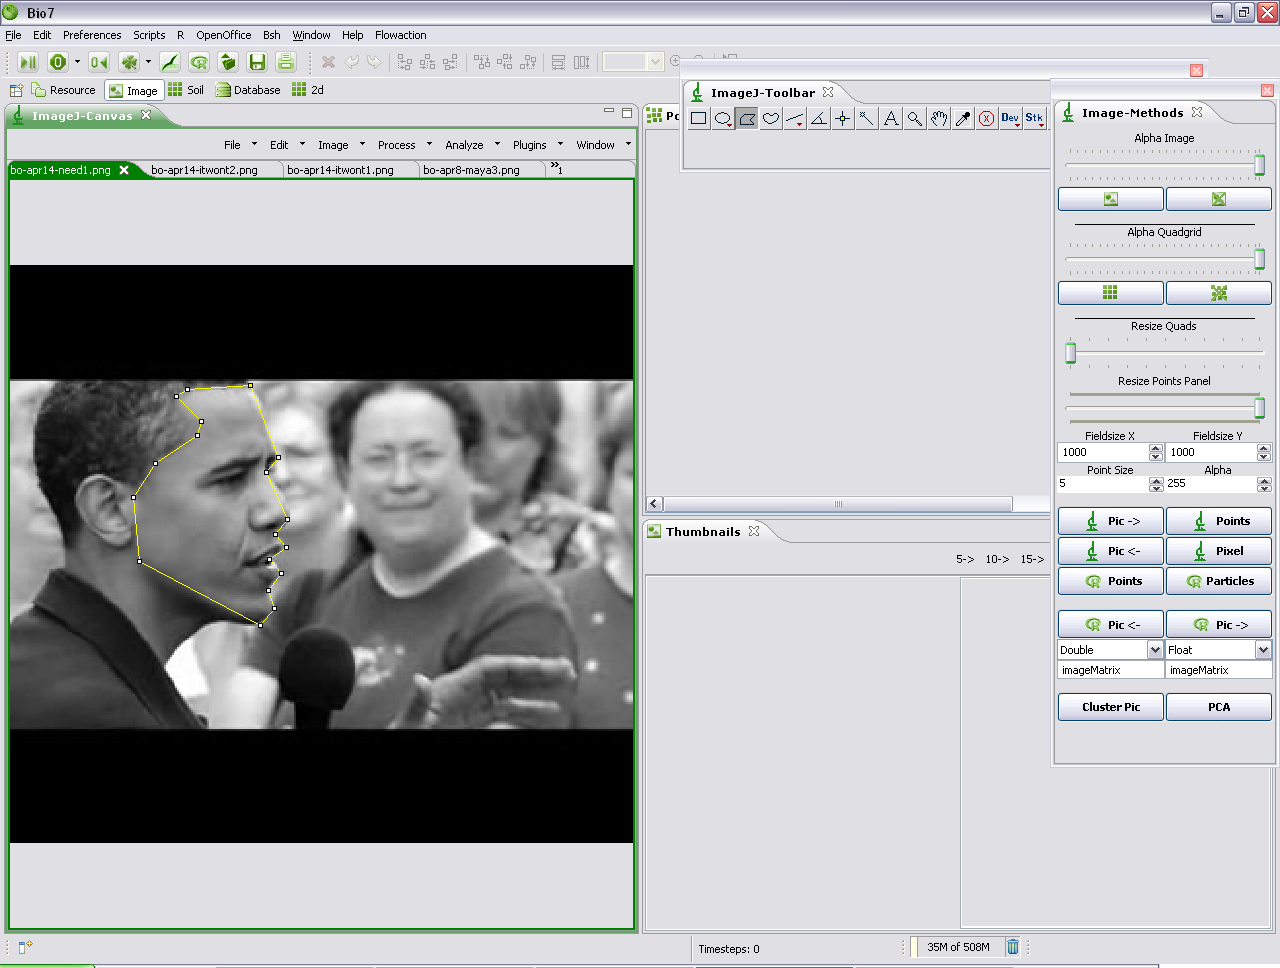 Bio7
File Edit Preferences Scripts R OpenOffice Bsh Window Help Flowaction
Resource Image Soil Database 2d
ImageJ-Canvas
File Edit Image Process Analyze Plugins Window
bo-apr14-need1.png bo-apr14-itwont2.png bo-apr14-itwont1.png bo-apr8-maya3.png »1
Po
ImageJ-Toolbar
Dev Stk
Thumbnails
5-> 10-> 15->
Image-Methods
Alpha Image
Alpha Quadgrid
Resize Quads
Resize Points Panel
Fieldsize X Fieldsize Y
1000 1000
Point Size Alpha
5 255
Pic -> Points
Pic <- Pixel
Points Particles
Pic <- Pic ->
Double Float
imageMatrix imageMatrix
Cluster Pic PCA
Timesteps: 0
35M of 508M